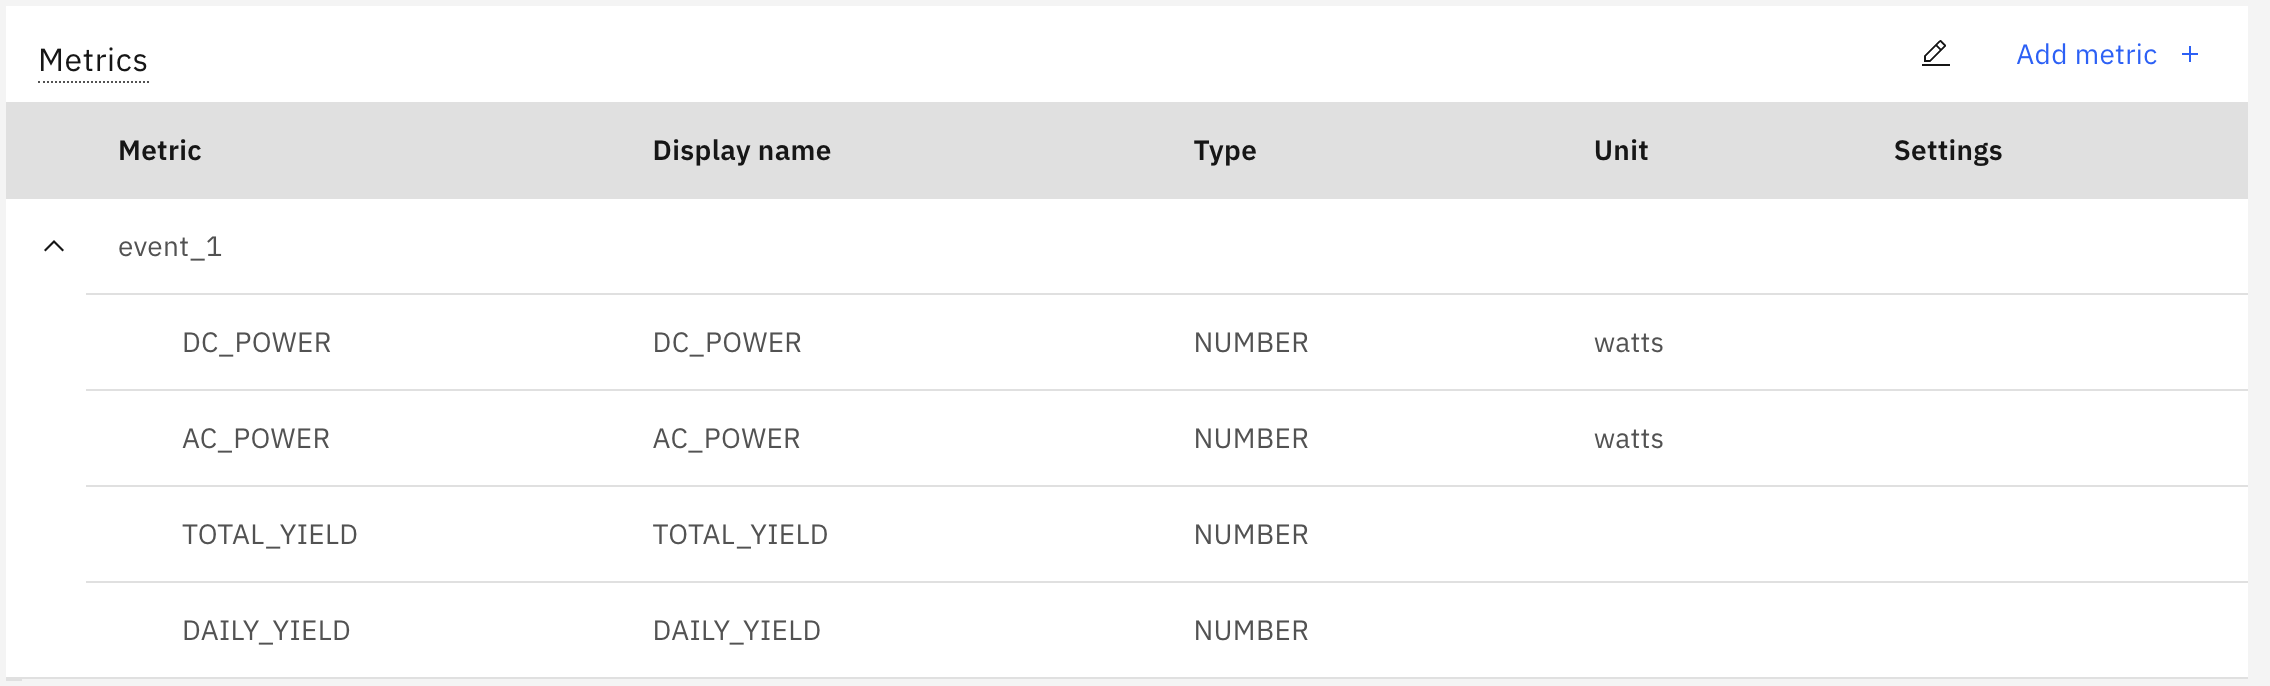 Metrics
Add metric +
Metric Display name Type Unit Settings
event_1
DC_POWER DC_POWER NUMBER watts
AC_POWER AC_POWER NUMBER watts
TOTAL_YIELD TOTAL_YIELD NUMBER
DAILY_YIELD DAILY_YIELD NUMBER